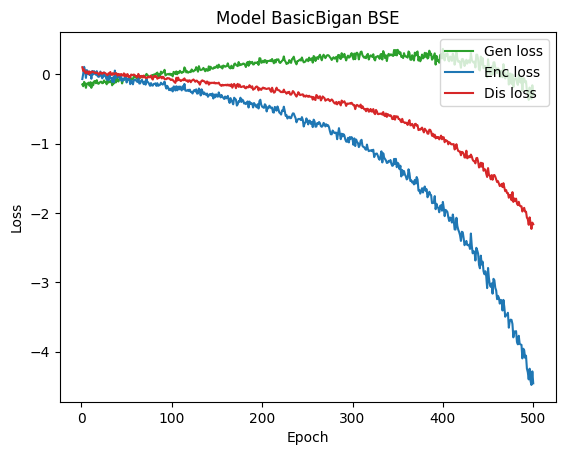 Model BasicBigan BSE
Gen loss
Enc loss
Dis loss
Loss
0
−1
−2
−3
−4
0
100
200
300
400
500
Epoch